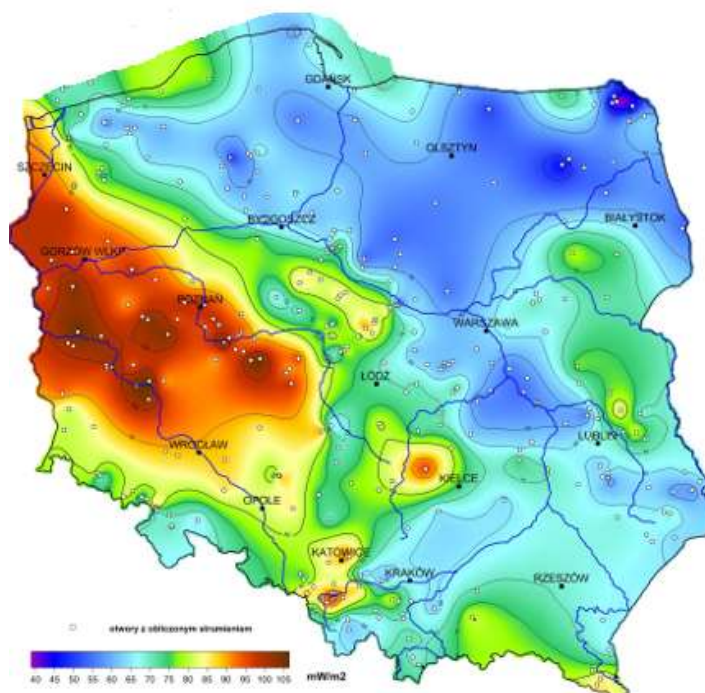 GDAŃSK
OLSZTYN
SZCZECIN
BIAŁYSTOK
BYDGOSZCZ
GORZÓW WLKP.
POZNAŃ
WARSZAWA
ŁÓDŹ
LUBLIN
WROCŁAW
KIELCE
OPOLE
KATOWICE
KRAKÓW
RZESZÓW
otwory z obliczonym strumieniem
40 45 50 55 60 65 70 75 80 85 90 95 100 105 mW/m2